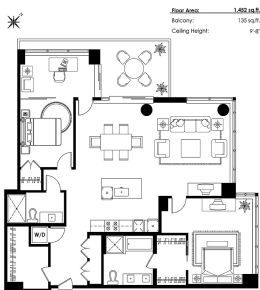 Floor Area: 1,452 sq.ft.
Balcony: 135 sq.ft.
Ceiling Height: 9'-8"
W/D